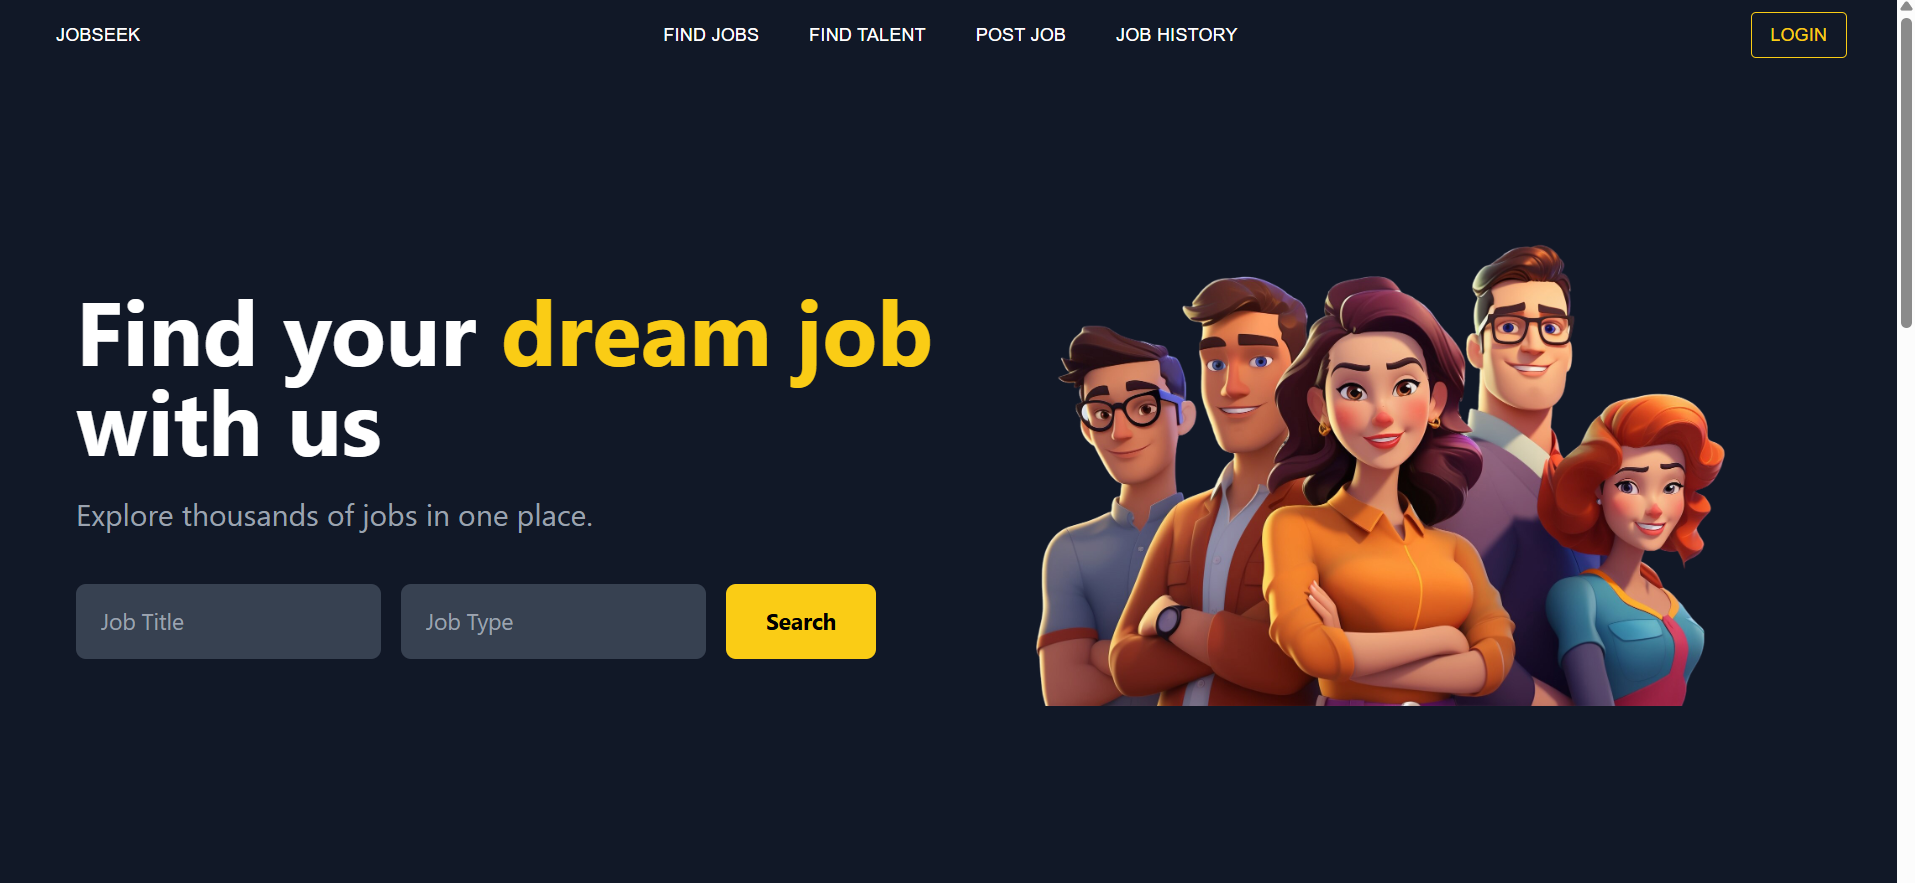 JOBSEEK
FIND JOBS
FIND TALENT
POST JOB
JOB HISTORY
LOGIN
Find your dream job
with us
Explore thousands of jobs in one place.
Job Title
Job Type
Search